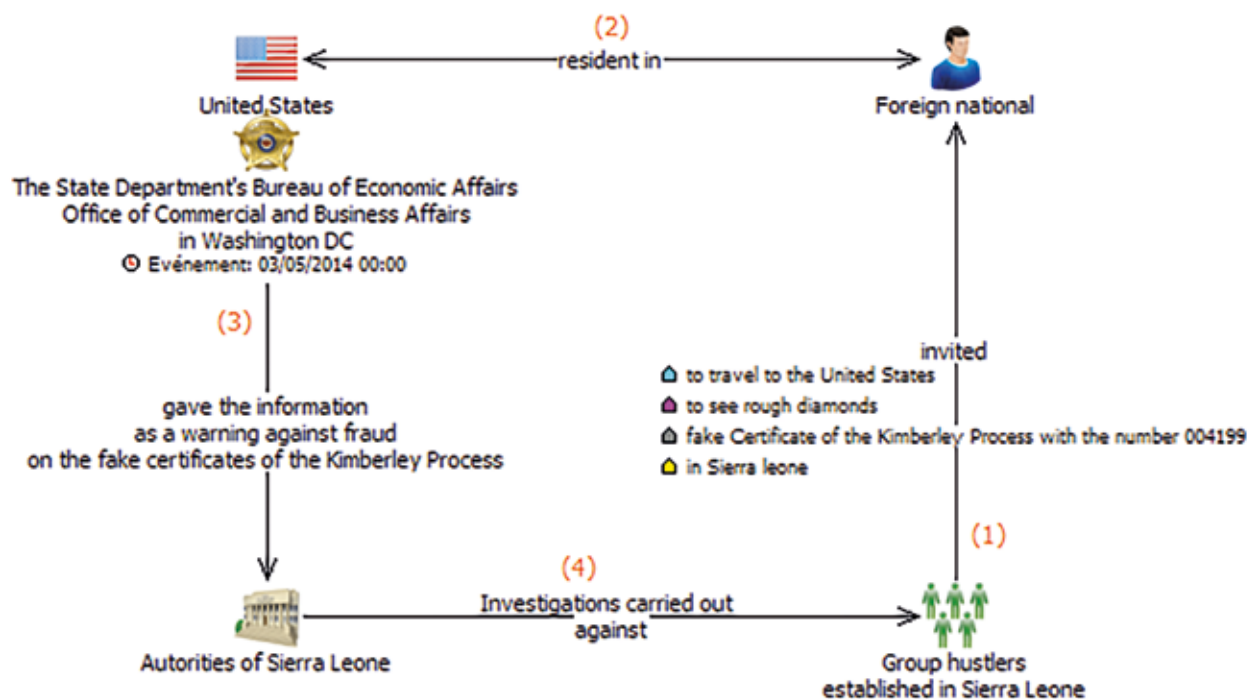 (2)
resident in
United States
Foreign national
The State Department's Bureau of Economic Affairs
Office of Commercial and Business Affairs
in Washington DC
Evénement: 03/05/2014 00:00
(3)
gave the information
as a warning against fraud
on the fake certificates of the Kimberley Process
invited
to travel to the United States
to see rough diamonds
fake Certificate of the Kimberley Process with the number 004199
in Sierra leone
(1)
(4)
Investigations carried out
against
Autorities of Sierra Leone
Group hustlers
established in Sierra Leone